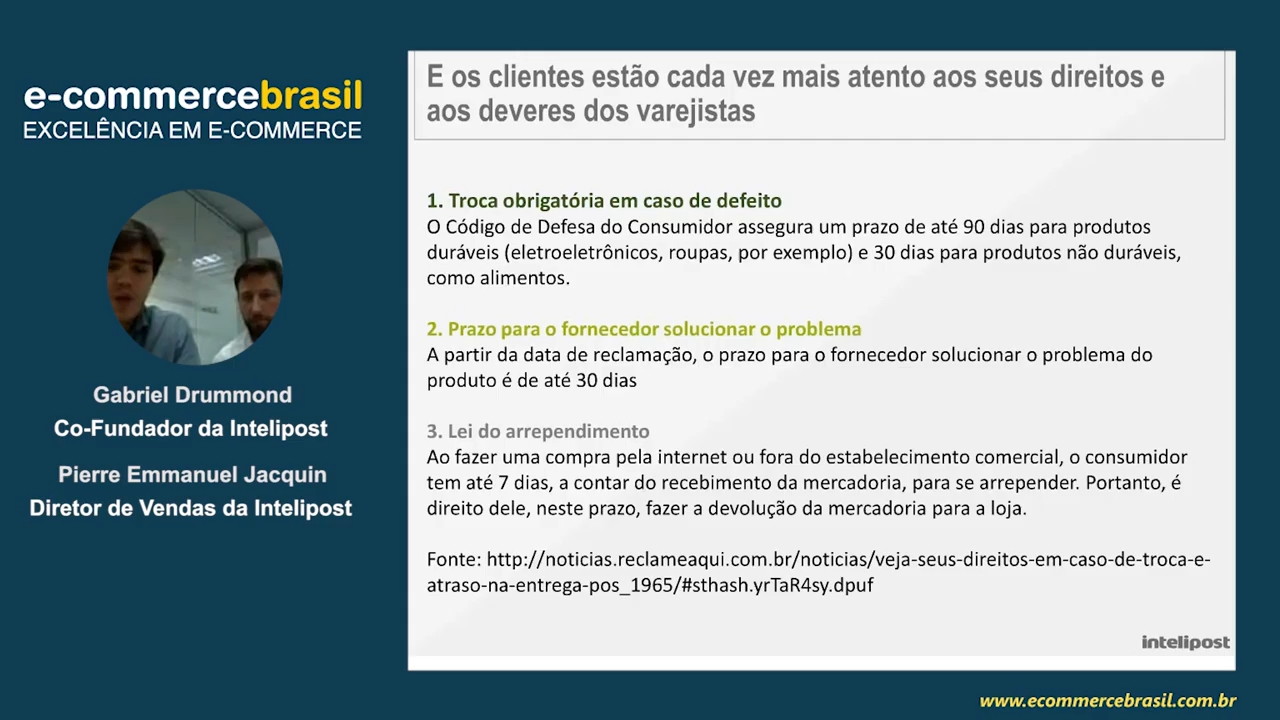 e-commercebrasil
EXCELÊNCIA EM E-COMMERCE
Gabriel Drummond
Co-Fundador da Intelipost
Pierre Emmanuel Jacquin
Diretor de Vendas da Intelipost
E os clientes estão cada vez mais atento aos seus direitos e
aos deveres dos varejistas
1. Troca obrigatória em caso de defeito
O Código de Defesa do Consumidor assegura um prazo de até 90 dias para produtos
duráveis (eletroeletrônicos, roupas, por exemplo) e 30 dias para produtos não duráveis,
como alimentos.
2. Prazo para o fornecedor solucionar o problema
A partir da data de reclamação, o prazo para o fornecedor solucionar o problema do
produto é de até 30 dias
3. Lei do arrependimento
Ao fazer uma compra pela internet ou fora do estabelecimento comercial, o consumidor
tem até 7 dias, a contar do recebimento da mercadoria, para se arrepender. Portanto, é
direito dele, neste prazo, fazer a devolução da mercadoria para a loja.
Fonte: http://noticias.reclameaqui.com.br/noticias/veja-seus-direitos-em-caso-de-troca-e-
atraso-na-entrega-pos_1965/#sthash.yrTaR4sy.dpuf
intelipost
www.ecommercebrasil.com.br